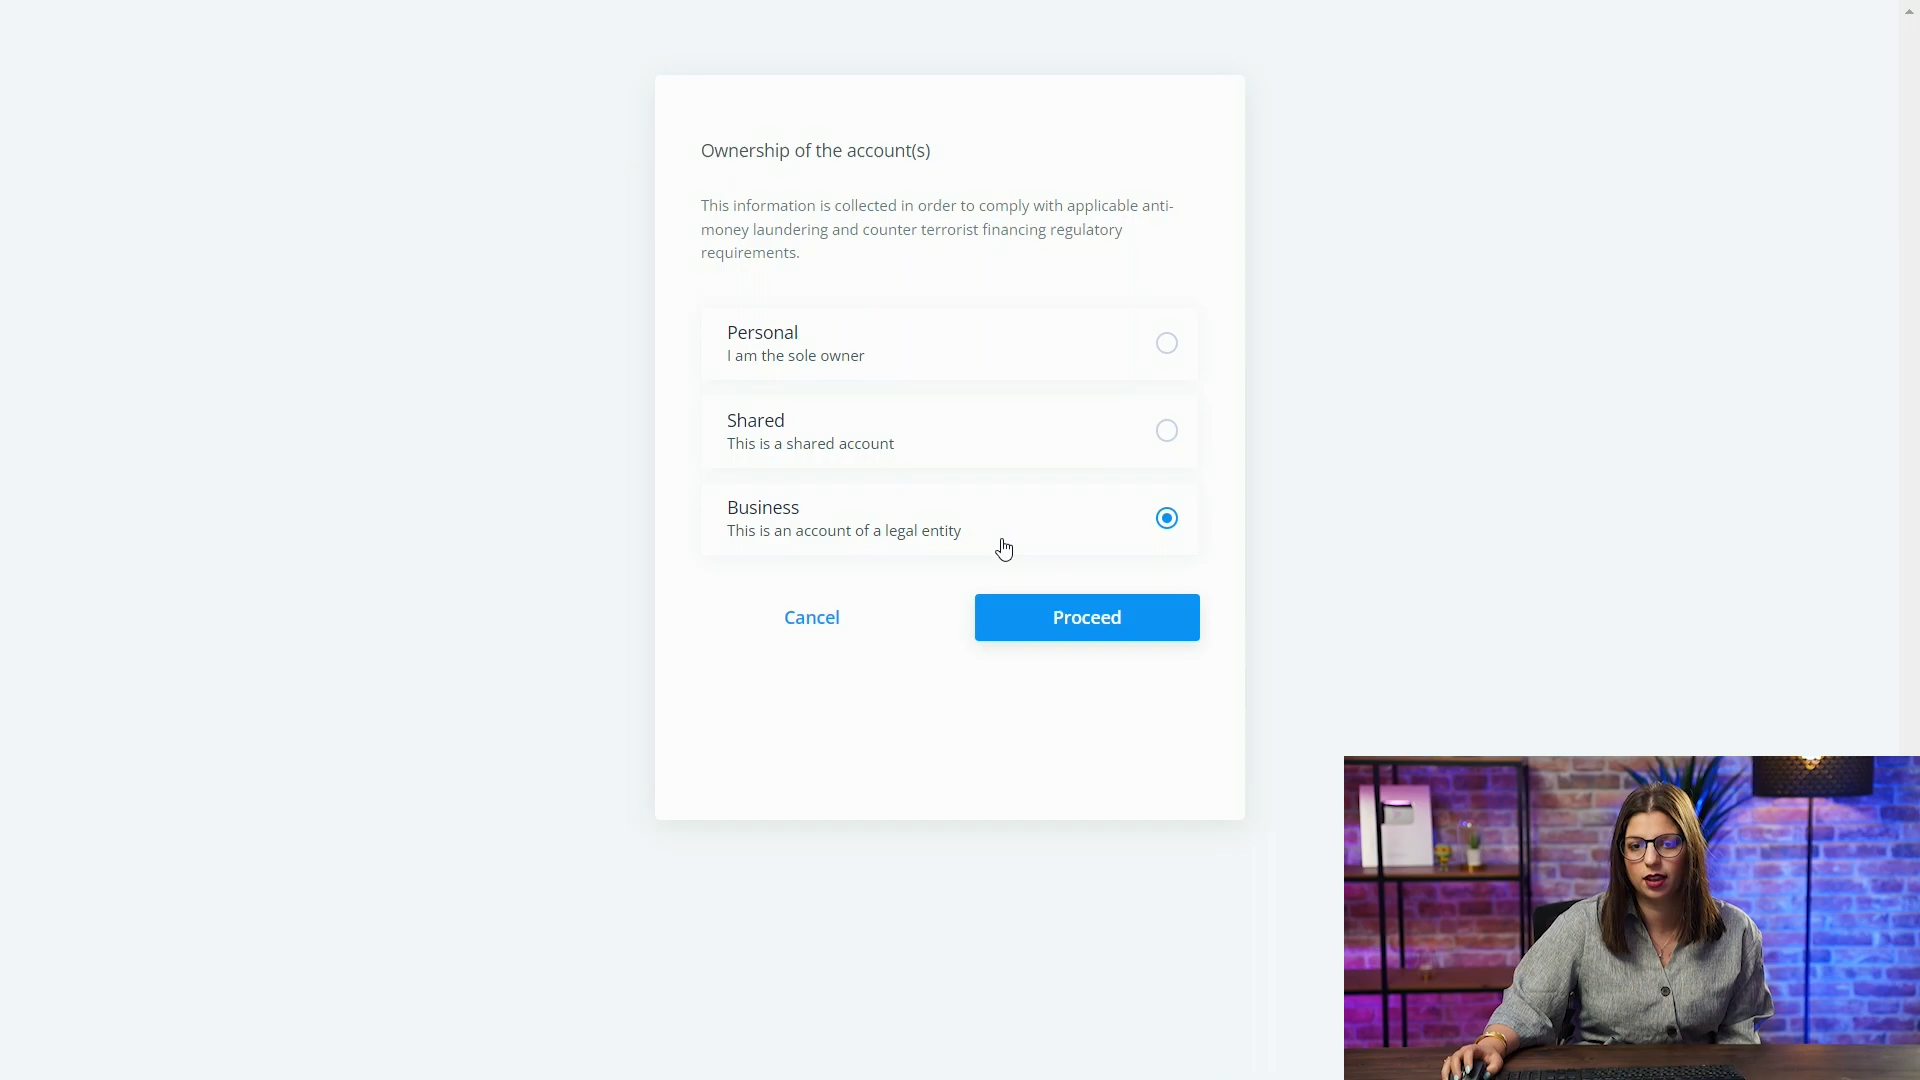 Ownership of the account(s)
This information is collected in order to comply with applicable anti-
money laundering and counter terrorist financing regulatory
requirements.
Personal
I am the sole owner
Shared
This is a shared account
Business
This is an account of a legal entity
Cancel
Proceed